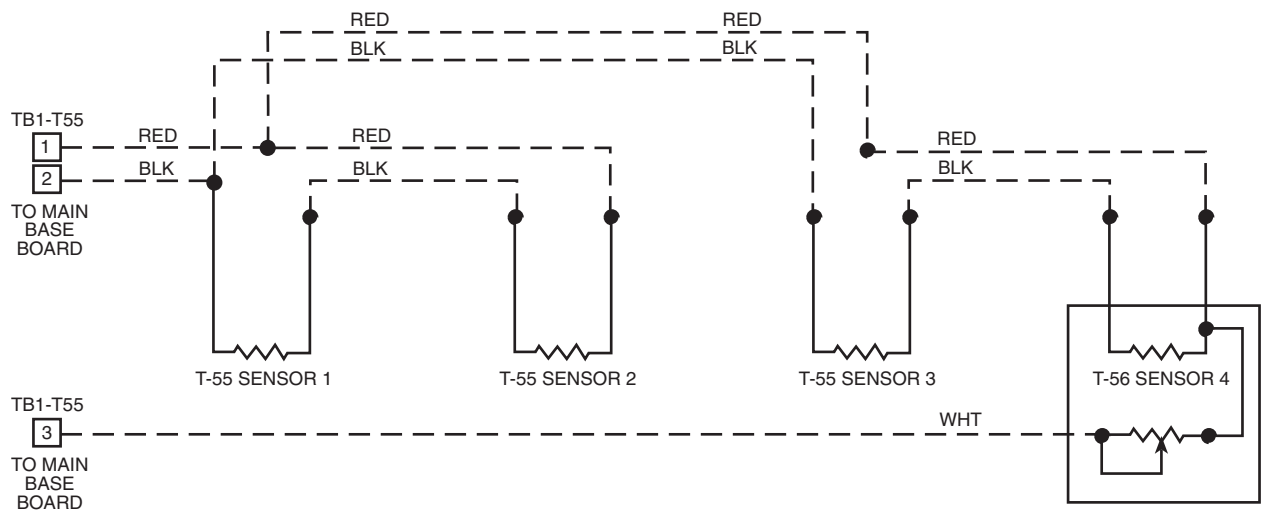 RED
RED
BLK
BLK
TB1-T55
1
RED
RED
RED
2
BLK
BLK
BLK
TO MAIN
BASE
BOARD
T-55 SENSOR 1
T-55 SENSOR 2
T-55 SENSOR 3
T-56 SENSOR 4
TB1-T55
3
WHT
TO MAIN
BASE
BOARD